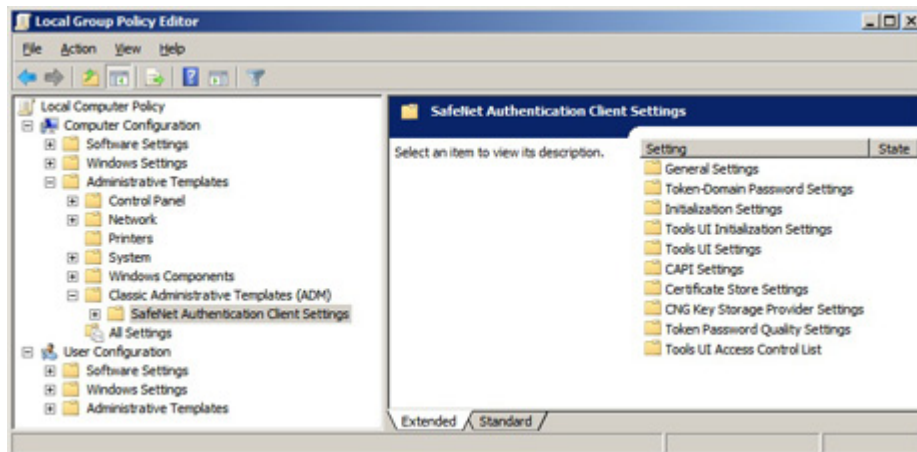 Local Group Policy Editor
File Action View Help
Local Computer Policy
Computer Configuration
Software Settings
Windows Settings
Administrative Templates
Control Panel
Network
Printers
System
Windows Components
Classic Administrative Templates (ADM)
SafeNet Authentication Client Settings
All Settings
User Configuration
Software Settings
Windows Settings
Administrative Templates
SafeNet Authentication Client Settings
Select an item to view its description.
Setting State
General Settings
Token-Domain Password Settings
Initialization Settings
Tools UI Initialization Settings
Tools UI Settings
CAPI Settings
Certificate Store Settings
CNG Key Storage Provider Settings
Token Password Quality Settings
Tools UI Access Control List
Extended Standard